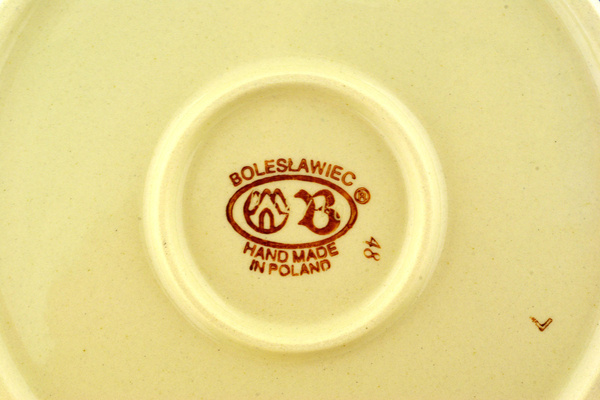 BOLESŁAWIEC
B ®
HAND MADE
IN POLAND
48